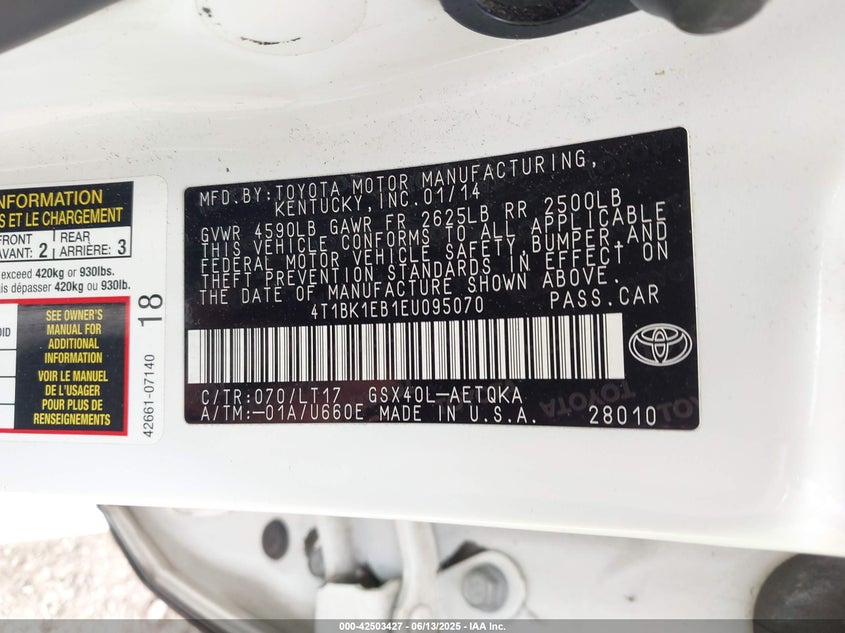 INFORMATION
S ET LE CHARGEMENT
FRONT
AVANT: 2
REAR
ARRIÈRE: 3
exceed 420kg or 930lbs.
ais dépasser 420kg ou 930lb.
SEE OWNER'S
MANUAL FOR
ADDITIONAL
INFORMATION
VOIR LE MANUEL
DE L'USAGER
POUR PLUS DE
RENSEIGNEMENTS
18
42661-07140
MFD.BY:TOYOTA MOTOR MANUFACTURING,
KENTUCKY,INC.01/14
GVWR 4590LB GAWR FR 2625LB RR 2500LB
THIS VEHICLE CONFORMS TO ALL APPLICABLE
FEDERAL MOTOR VEHICLE SAFETY,BUMPER,AND
THEFT PREVENTION STANDARDS IN EFFECT ON
THE DATE OF MANUFACTURE SHOWN ABOVE.
4T1BK1EB1EU095070 PASS.CAR
C/TR:070/LT17 GSX40L-AETQKA
A/TM:-01A/U660E MADE IN U.S.A. 28010
TOYOTA
000-42503427 - 06/13/2025 - IAA Inc.